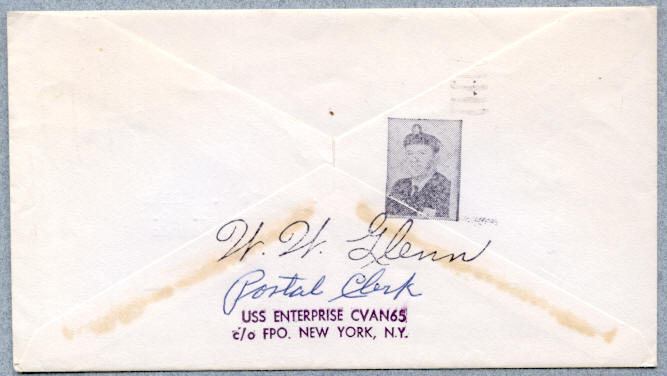 W. W. Glenn
Postal Clerk
USS ENTERPRISE CVAN65
c/o FPO. NEW YORK, N.Y.